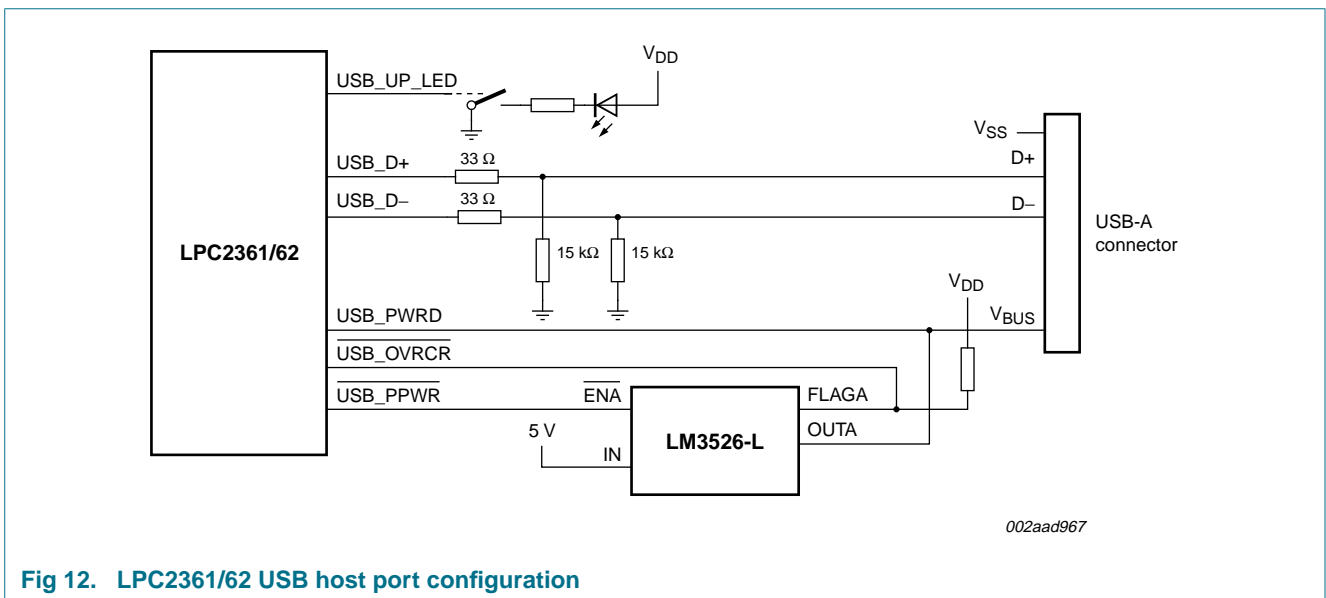 V_DD
USB_UP_LED
V_SS
USB_D+ 33 Ω D+
USB_D− 33 Ω D−
USB-A
connector
LPC2361/62
15 kΩ 15 kΩ
V_DD
USB_PWRD V_BUS
USB_OVRCR
USB_PPWR ENA FLAGA
5 V OUTA
LM3526-L
IN
002aad967
Fig 12. LPC2361/62 USB host port configuration